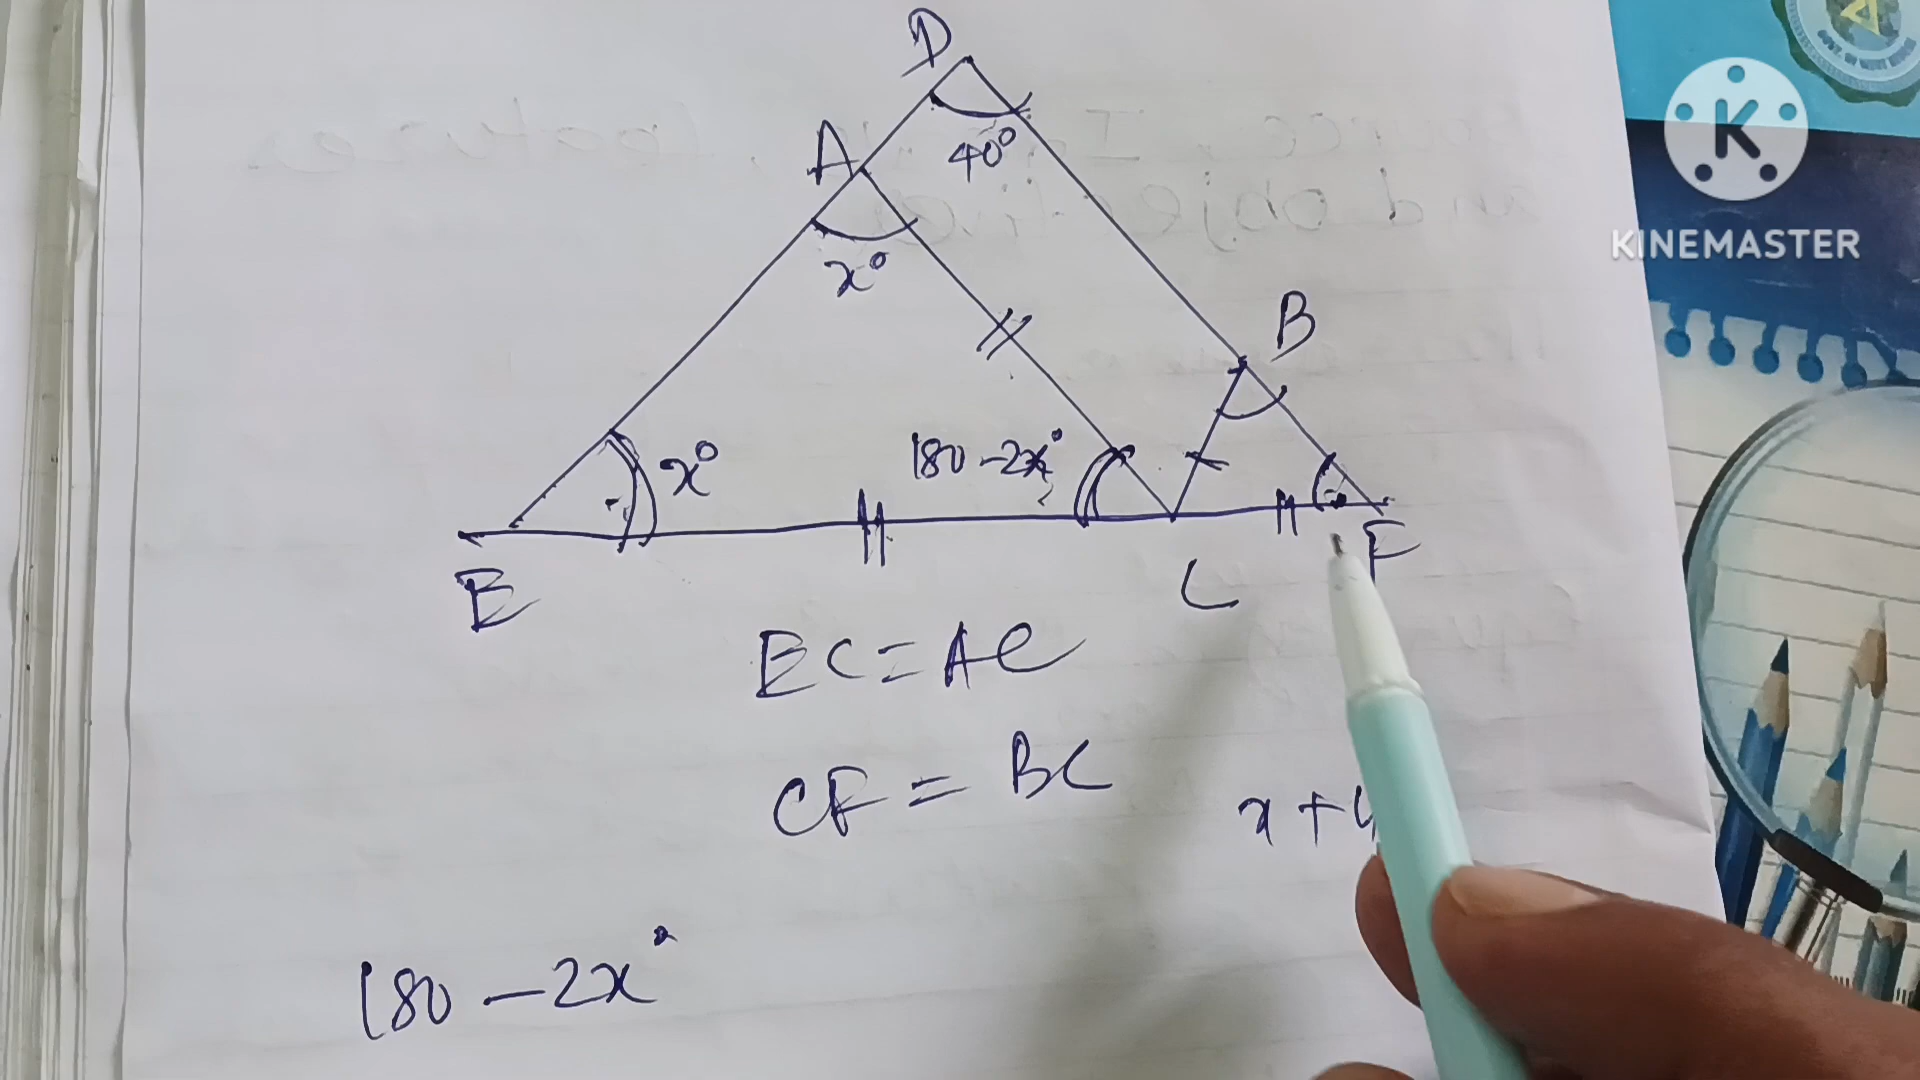 D
40°
A
x°
B
x°
180-2x°
E
C
F
EC=AC
CF=BC
x+4
180-2x°
KINEMASTER
K